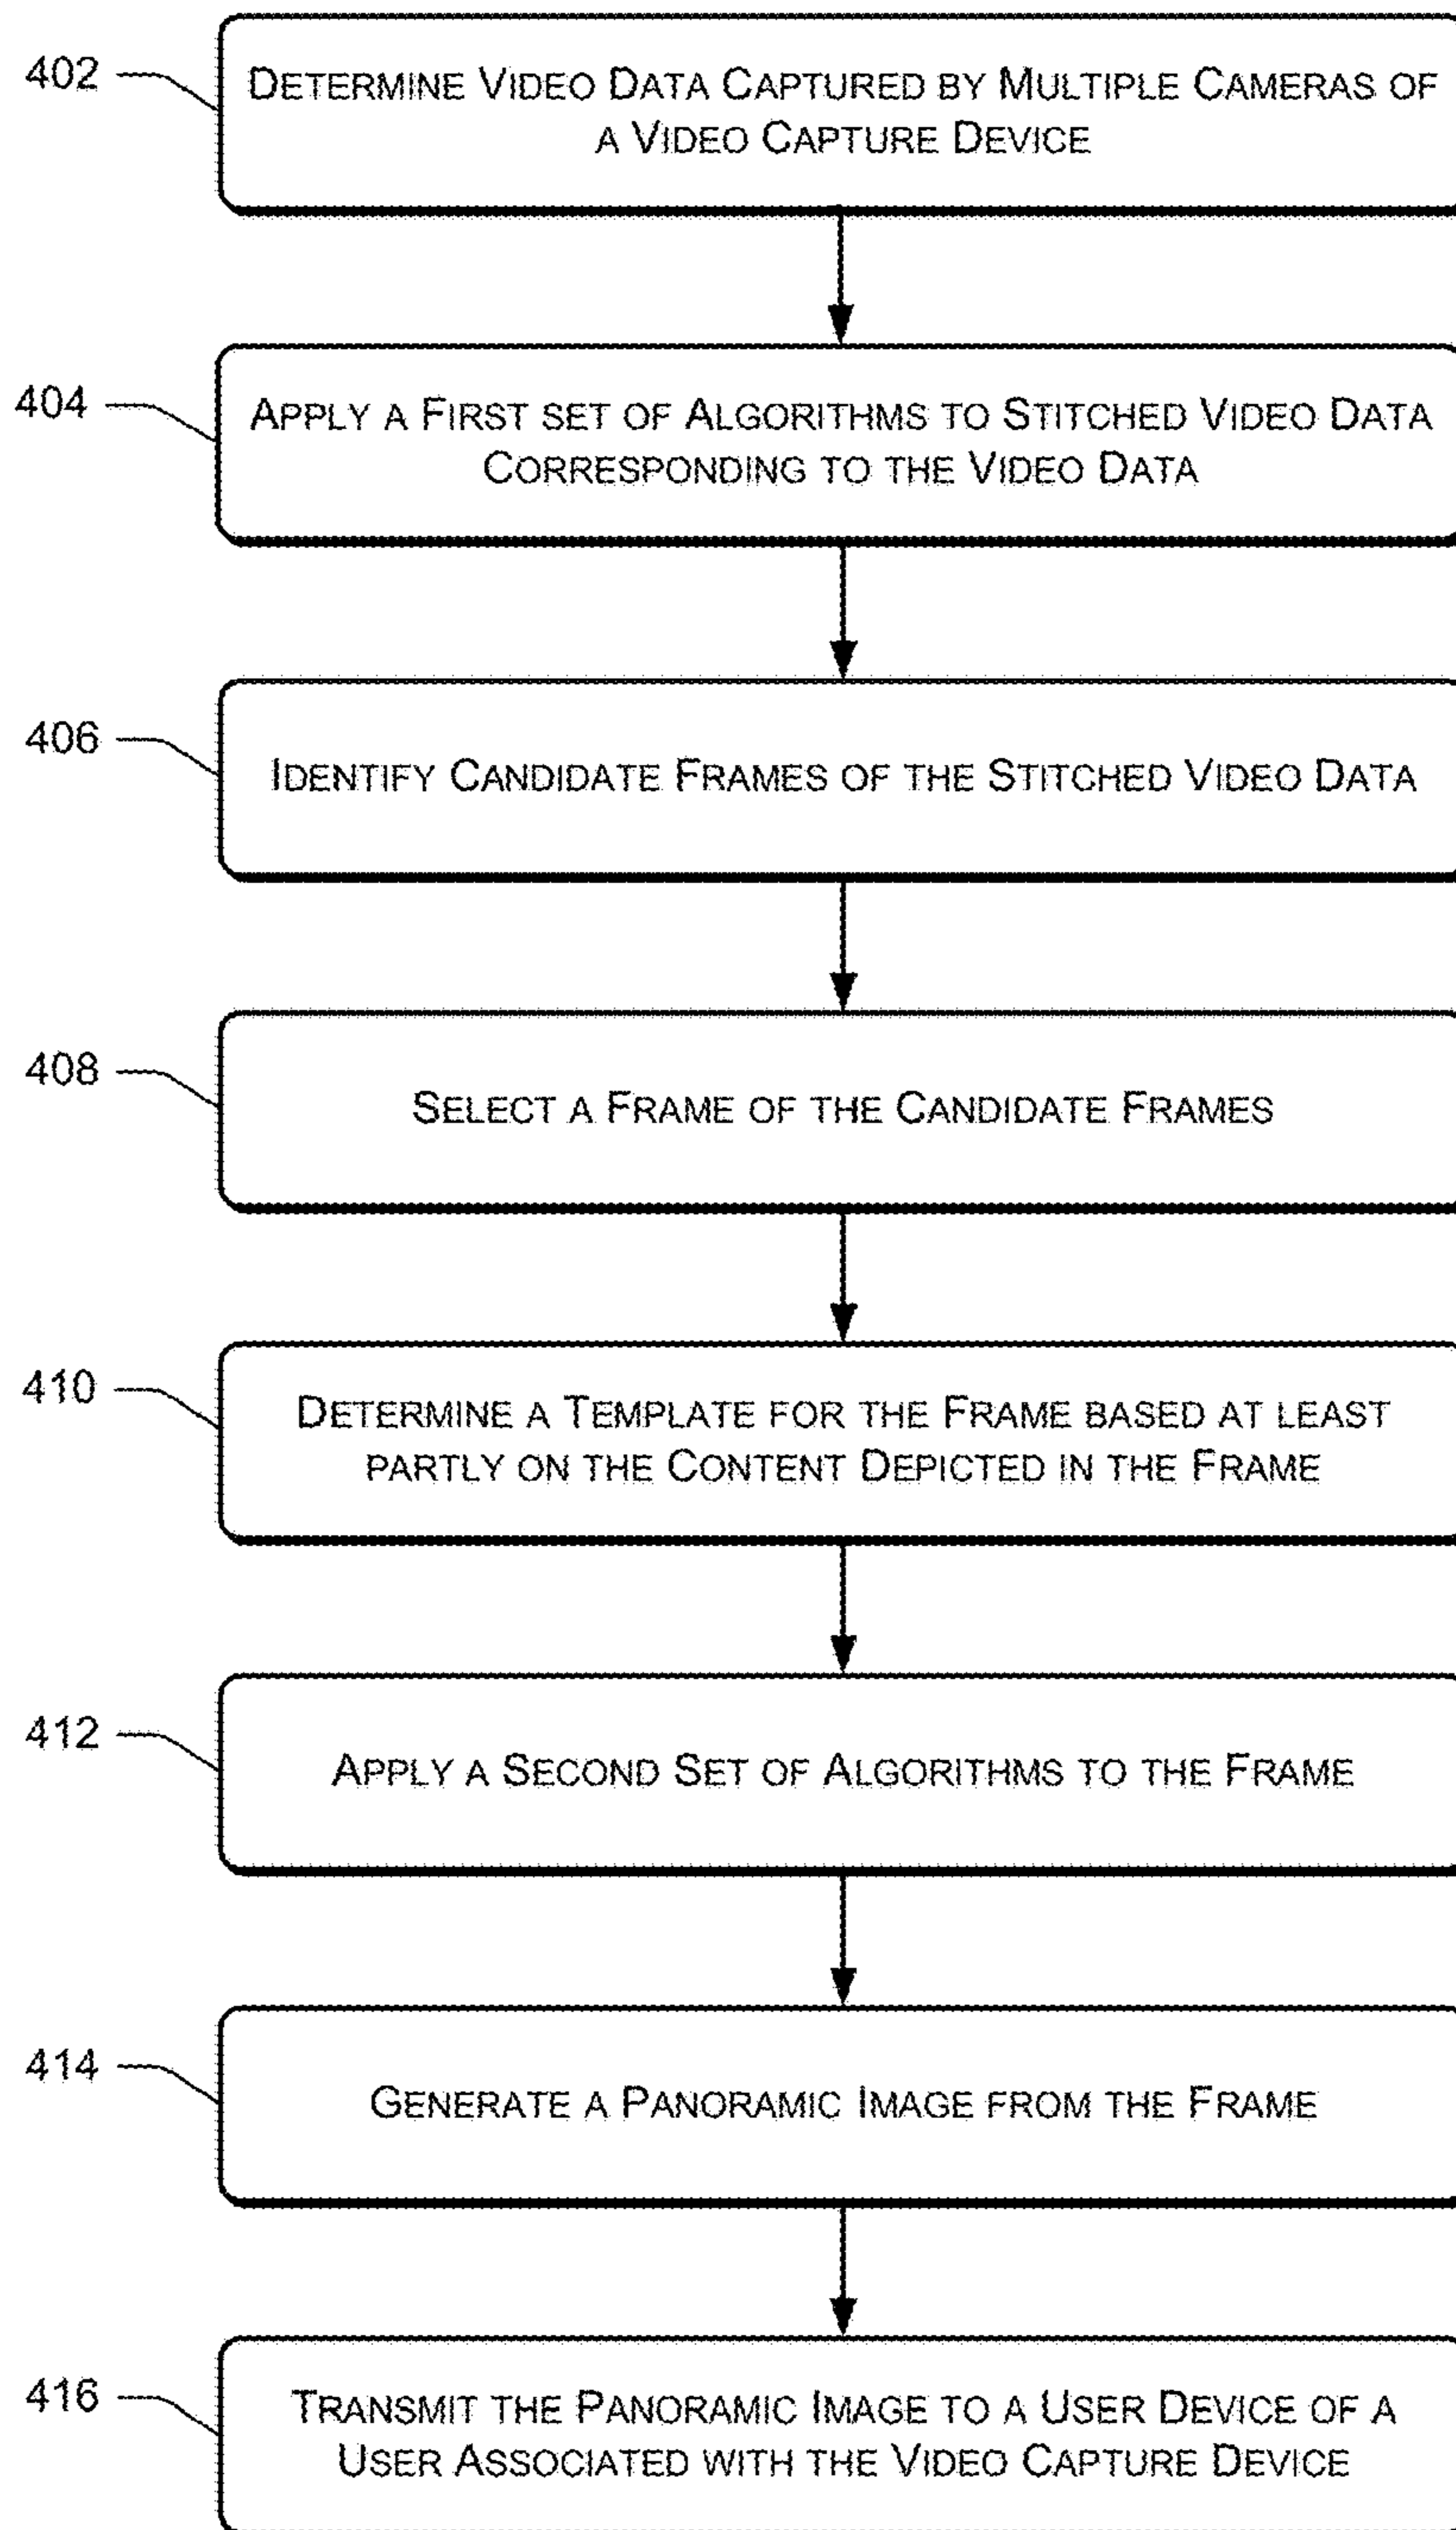 402
DETERMINE VIDEO DATA CAPTURED BY MULTIPLE CAMERAS OF
A VIDEO CAPTURE DEVICE
404
APPLY A FIRST SET OF ALGORITHMS TO STITCHED VIDEO DATA
CORRESPONDING TO THE VIDEO DATA
406
IDENTIFY CANDIDATE FRAMES OF THE STITCHED VIDEO DATA
408
SELECT A FRAME OF THE CANDIDATE FRAMES
410
DETERMINE A TEMPLATE FOR THE FRAME BASED AT LEAST
PARTLY ON THE CONTENT DEPICTED IN THE FRAME
412
APPLY A SECOND SET OF ALGORITHMS TO THE FRAME
414
GENERATE A PANORAMIC IMAGE FROM THE FRAME
416
TRANSMIT THE PANORAMIC IMAGE TO A USER DEVICE OF A
USER ASSOCIATED WITH THE VIDEO CAPTURE DEVICE